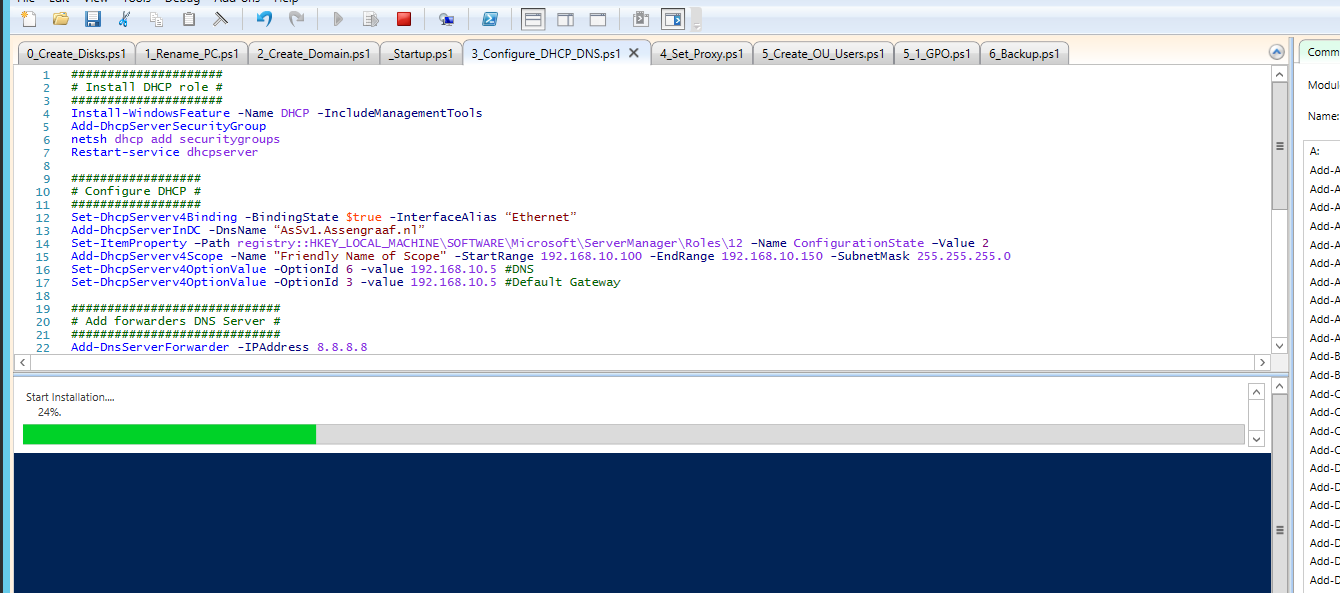 File Edit View Tools Debug Add-ons Help
0_Create_Disks.ps1 1_Rename_PC.ps1 2_Create_Domain.ps1 _Startup.ps1 3_Configure_DHCP_DNS.ps1 4_Set_Proxy.ps1 5_Create_OU_Users.ps1 5_1_GPO.ps1 6_Backup.ps1
1 #####################
2 # Install DHCP role #
3 #####################
4 Install-WindowsFeature -Name DHCP -IncludeManagementTools
5 Add-DhcpServerSecurityGroup
6 netsh dhcp add securitygroups
7 Restart-service dhcpserver
8
9 ##################
10 # Configure DHCP #
11 ##################
12 Set-DhcpServerv4Binding -BindingState $true -InterfaceAlias “Ethernet”
13 Add-DhcpServerInDC -DnsName “AsSv1.Assengraaf.nl”
14 Set-ItemProperty -Path registry::HKEY_LOCAL_MACHINE\SOFTWARE\Microsoft\ServerManager\Roles\12 -Name ConfigurationState -Value 2
15 Add-DhcpServerv4Scope -Name "Friendly Name of Scope" -StartRange 192.168.10.100 -EndRange 192.168.10.150 -SubnetMask 255.255.255.0
16 Set-DhcpServerv4OptionValue -OptionId 6 -value 192.168.10.5 #DNS
17 Set-DhcpServerv4OptionValue -OptionId 3 -value 192.168.10.5 #Default Gateway
18
19 #############################
20 # Add forwarders DNS Server #
21 #############################
22 Add-DnsServerForwarder -IPAddress 8.8.8.8
Start Installation....
24%.
Comm
Modul
Name:
A:
Add-A
Add-A
Add-A
Add-A
Add-A
Add-A
Add-A
Add-A
Add-A
Add-A
Add-B
Add-B
Add-C
Add-C
Add-C
Add-C
Add-D
Add-D
Add-D
Add-D
Add-D
Add-D
Add-D